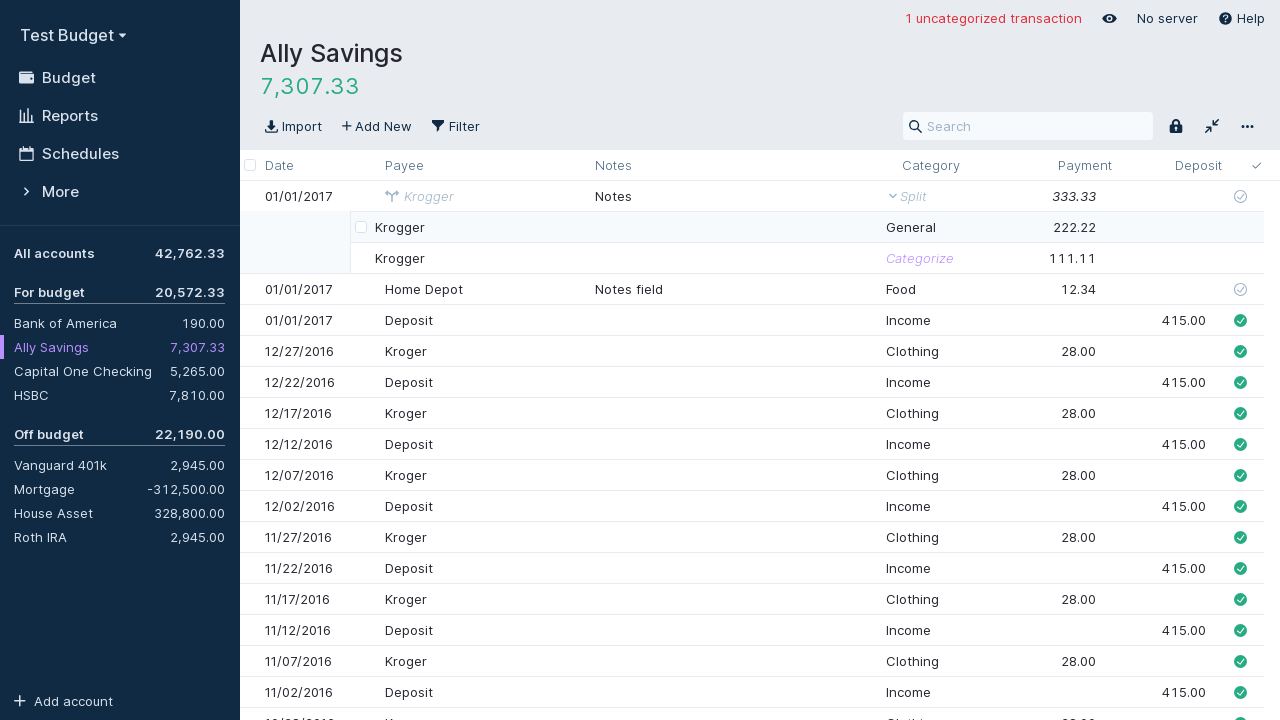 Test Budget
Budget
Reports
Schedules
More
All accounts 42,762.33
For budget 20,572.33
Bank of America 190.00
Ally Savings 7,307.33
Capital One Checking 5,265.00
HSBC 7,810.00
Off budget 22,190.00
Vanguard 401k 2,945.00
Mortgage -312,500.00
House Asset 328,800.00
Roth IRA 2,945.00
Add account
1 uncategorized transaction No server Help
Ally Savings
7,307.33
Import Add New Filter Search
Date Payee Notes Category Payment Deposit
01/01/2017 Krogger Notes Split 333.33
Krogger General 222.22
Krogger Categorize 111.11
01/01/2017 Home Depot Notes field Food 12.34
01/01/2017 Deposit Income 415.00
12/27/2016 Kroger Clothing 28.00
12/22/2016 Deposit Income 415.00
12/17/2016 Kroger Clothing 28.00
12/12/2016 Deposit Income 415.00
12/07/2016 Kroger Clothing 28.00
12/02/2016 Deposit Income 415.00
11/27/2016 Kroger Clothing 28.00
11/22/2016 Deposit Income 415.00
11/17/2016 Kroger Clothing 28.00
11/12/2016 Deposit Income 415.00
11/07/2016 Kroger Clothing 28.00
11/02/2016 Deposit Income 415.00